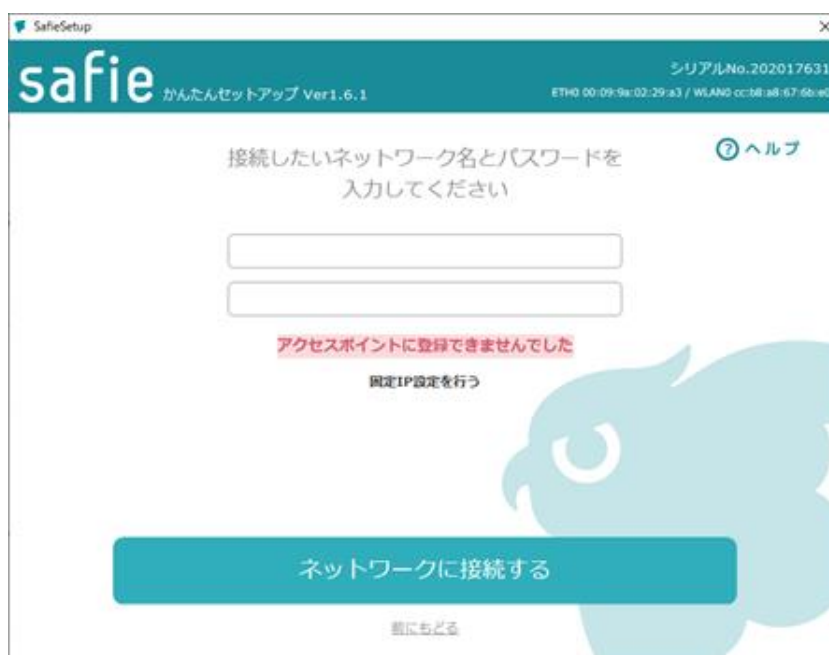 SafieSetup
safie かんたんセットアップ Ver1.6.1
シリアルNo.202017631
ETH0 00:09:9a:02:29:a3 / WLAN0 cc:b8:a8:67:6b:e0
ヘルプ
接続したいネットワーク名とパスワードを
入力してください
アクセスポイントに登録できませんでした
固定IP設定を行う
ネットワークに接続する
前にもどる